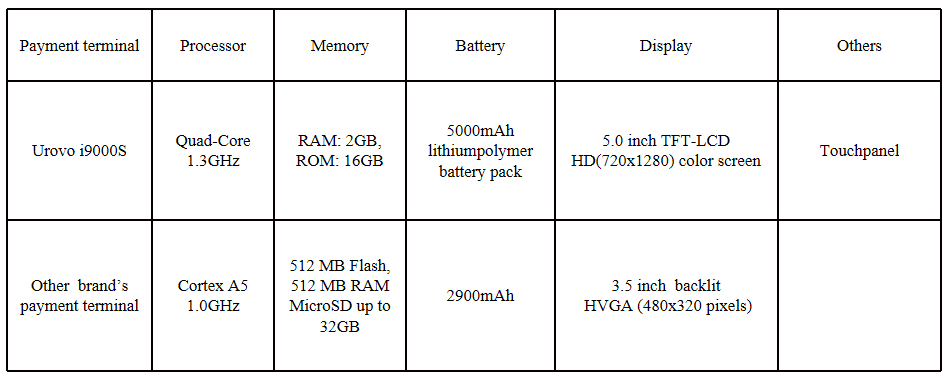 Payment terminal
Processor
Memory
Battery
Display
Others
Urovo i9000S
Quad-Core
1.3GHz
RAM: 2GB,
ROM: 16GB
5000mAh
lithiumpolymer
battery pack
5.0 inch TFT-LCD
HD(720x1280) color screen
Touchpanel
Other brand's
payment terminal
Cortex A5
1.0GHz
512 MB Flash,
512 MB RAM
MicroSD up to
32GB
2900mAh
3.5 inch backlit
HVGA (480x320 pixels)